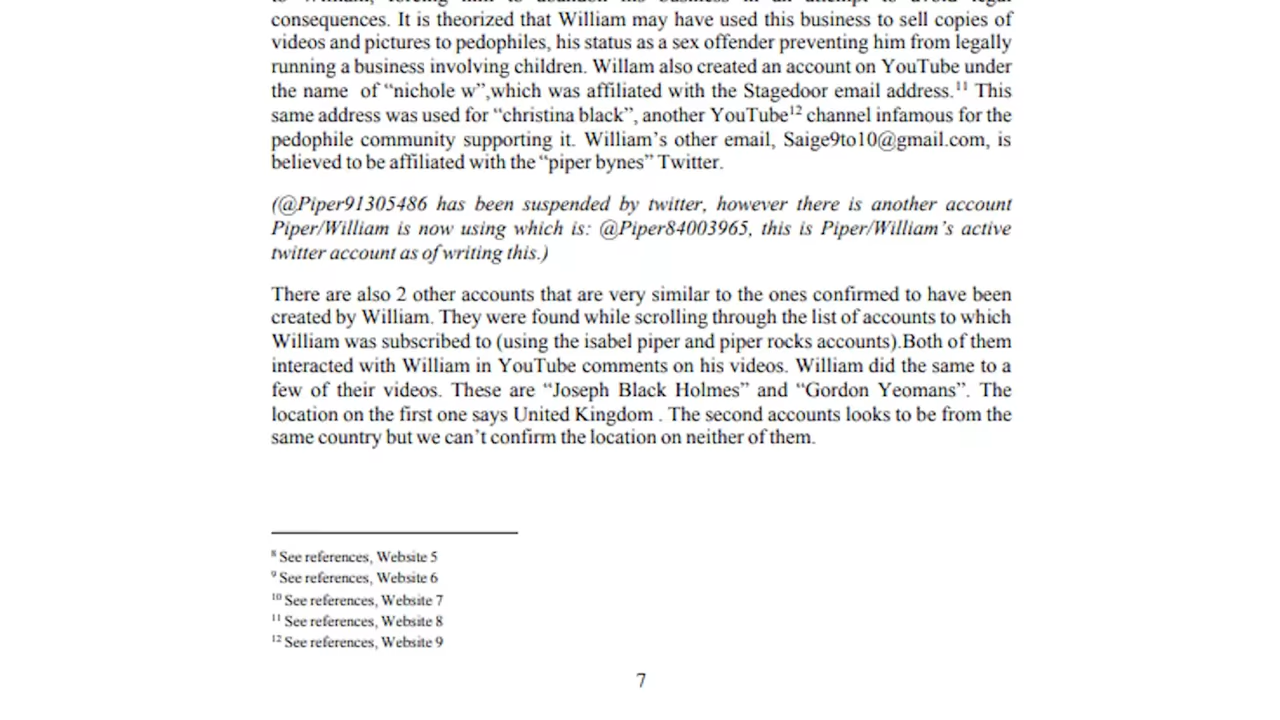 consequences. It is theorized that William may have used this business to sell copies of
videos and pictures to pedophiles, his status as a sex offender preventing him from legally
running a business involving children. Willam also created an account on YouTube under
the name of “nichole w”,which was affiliated with the Stagedoor email address.11 This
same address was used for “christina black”, another YouTube12 channel infamous for the
pedophile community supporting it. William’s other email, Saige9to10@gmail.com, is
believed to be affiliated with the “piper bynes” Twitter.
(@Piper91305486 has been suspended by twitter, however there is another account
Piper/William is now using which is: @Piper84003965, this is Piper/William’s active
twitter account as of writing this.)
There are also 2 other accounts that are very similar to the ones confirmed to have been
created by William. They were found while scrolling through the list of accounts to which
William was subscribed to (using the isabel piper and piper rocks accounts).Both of them
interacted with William in YouTube comments on his videos. William did the same to a
few of their videos. These are “Joseph Black Holmes” and “Gordon Yeomans”. The
location on the first one says United Kingdom . The second accounts looks to be from the
same country but we can’t confirm the location on neither of them.
8 See references, Website 5
9 See references, Website 6
10 See references, Website 7
11 See references, Website 8
12 See references, Website 9
7